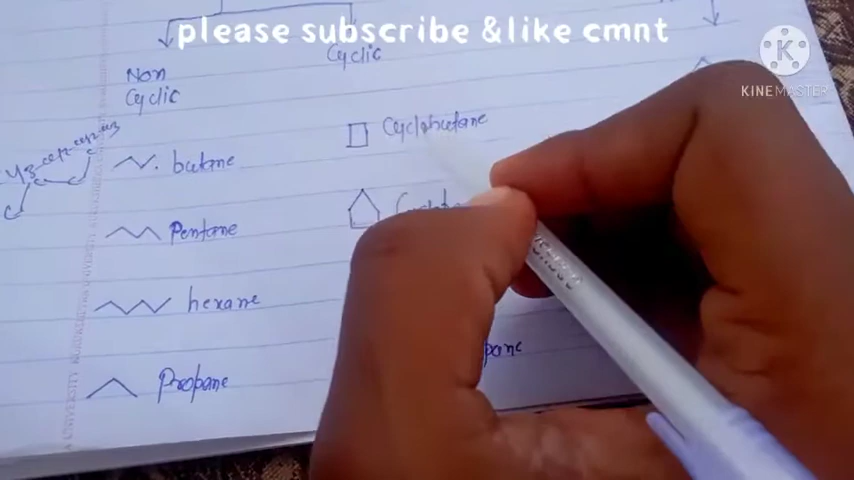 please subscribe &like cmnt
KINEMASTER
Non
Cyclic
Cyclic
Cyclobutane
butane
Pentane
hexane
Propane